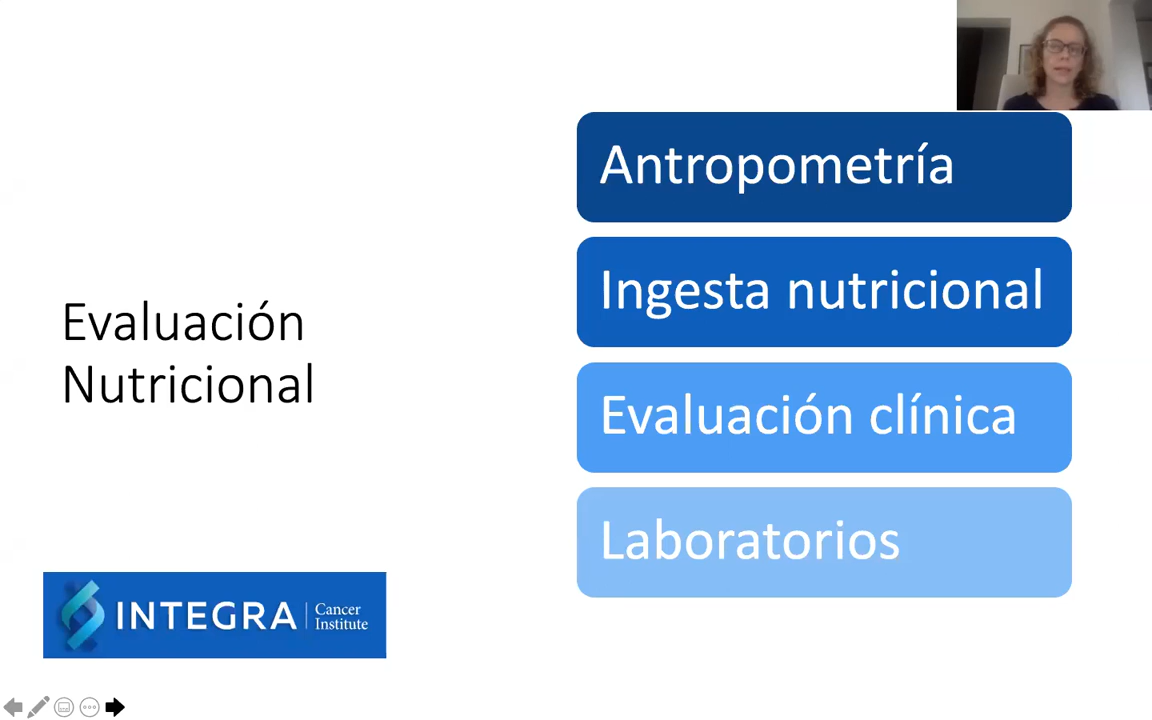 Evaluación
Nutricional
Antropometría
Ingesta nutricional
Evaluación clínica
Laboratorios
INTEGRA
Cancer
Institute